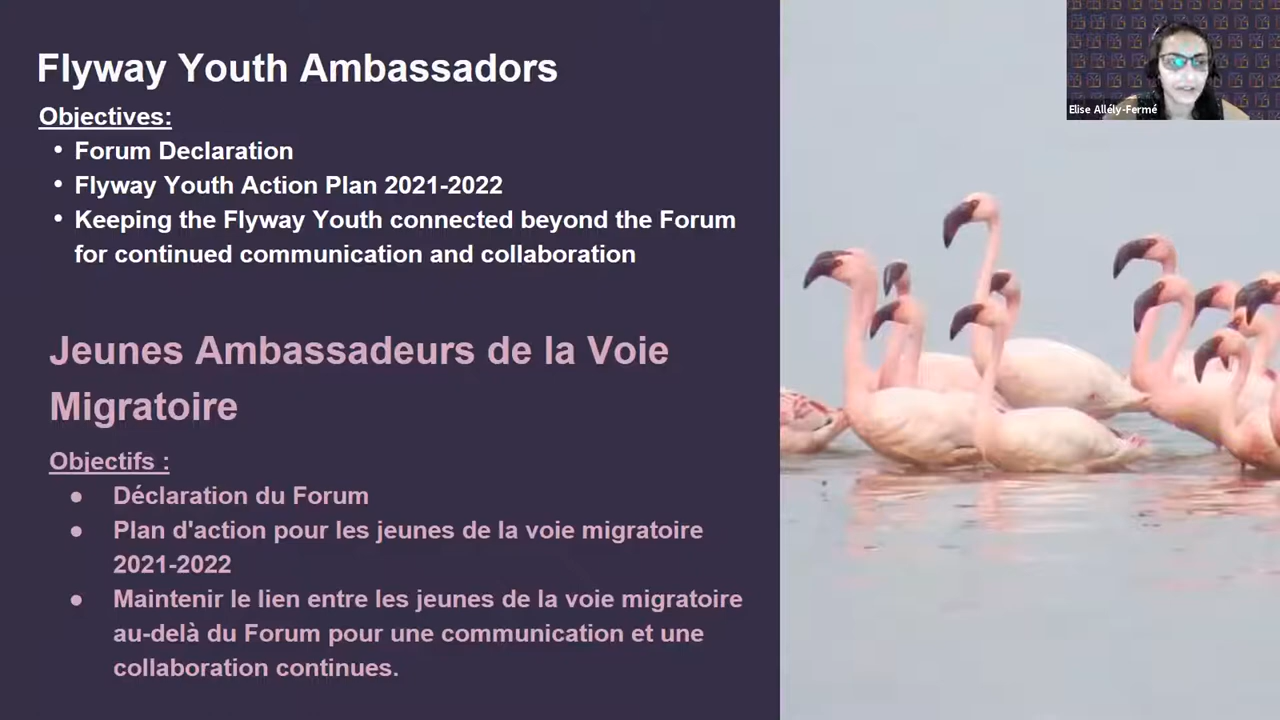 Flyway Youth Ambassadors
Objectives:
• Forum Declaration
• Flyway Youth Action Plan 2021-2022
• Keeping the Flyway Youth connected beyond the Forum
for continued communication and collaboration
Jeunes Ambassadeurs de la Voie
Migratoire
Objectifs :
● Déclaration du Forum
● Plan d'action pour les jeunes de la voie migratoire
2021-2022
● Maintenir le lien entre les jeunes de la voie migratoire
au-delà du Forum pour une communication et une
collaboration continues.
Elise Allély-Fermé